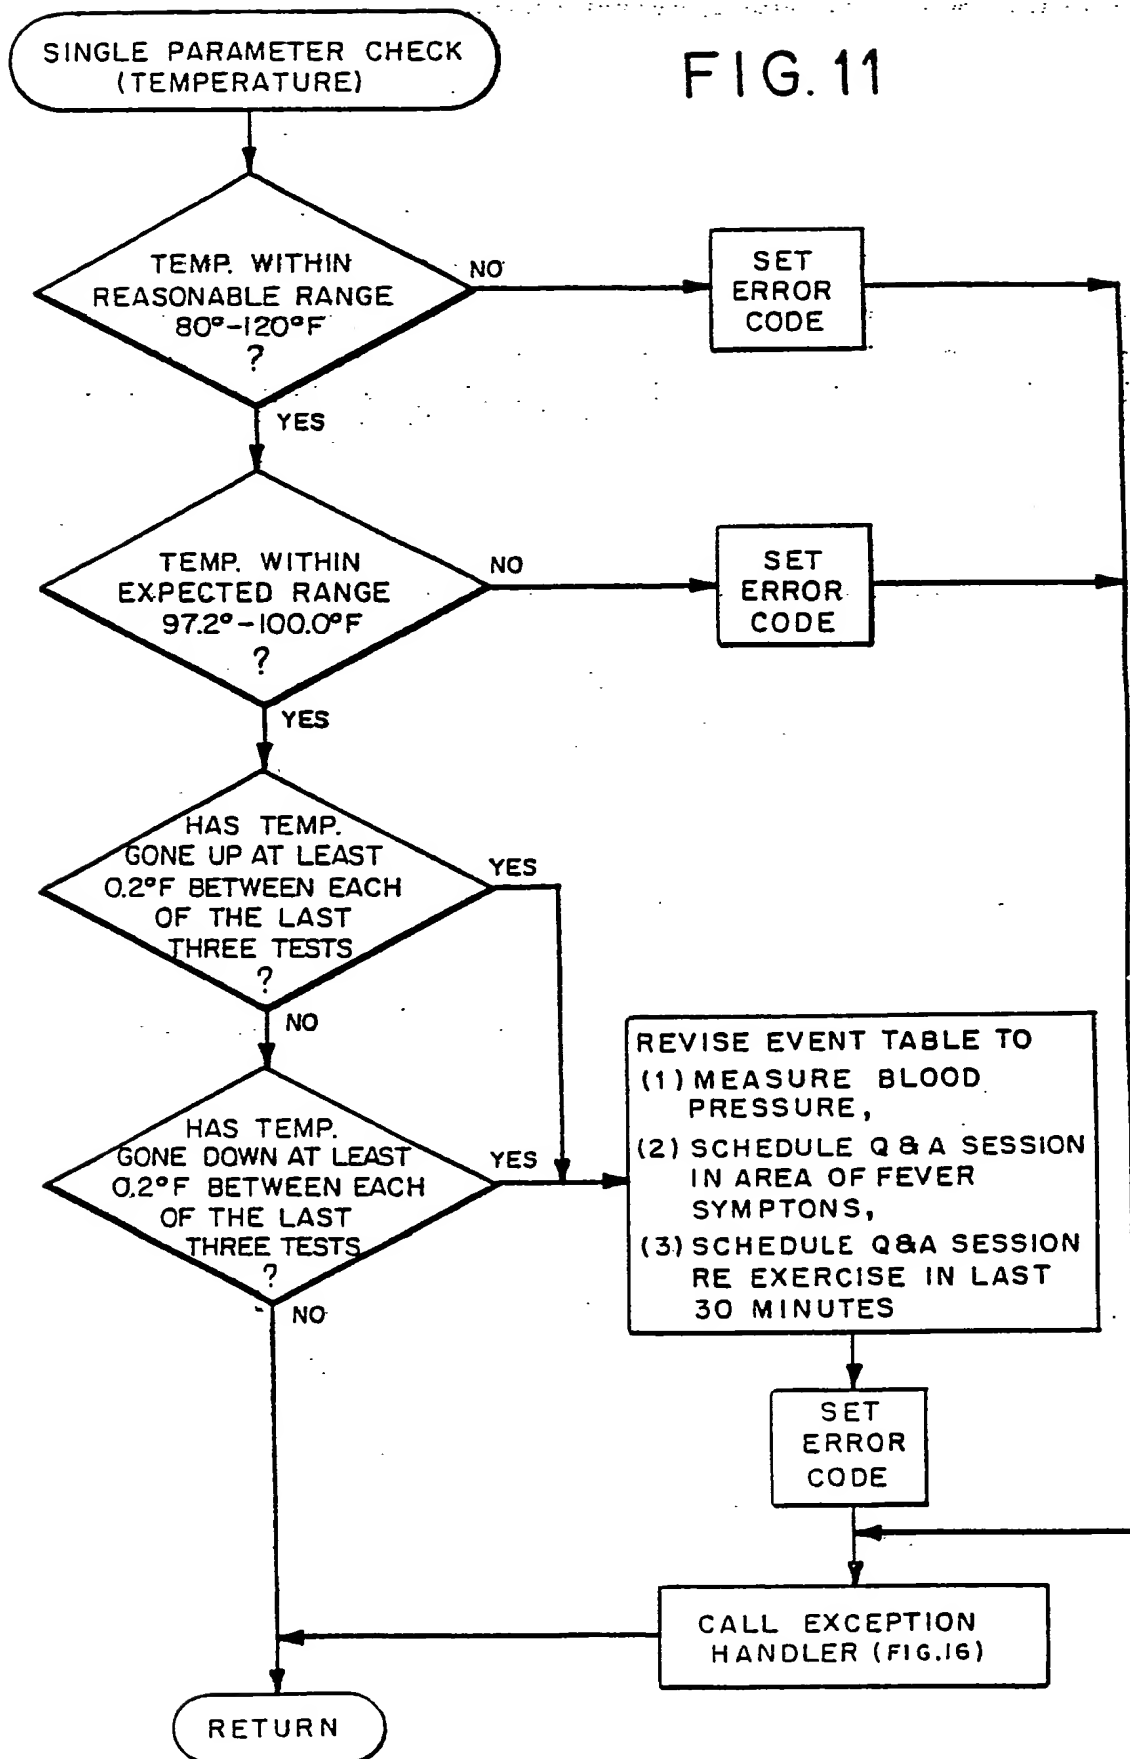 SINGLE PARAMETER CHECK
(TEMPERATURE)
FIG. 11
TEMP. WITHIN
REASONABLE RANGE
80°-120°F
?
NO
SET
ERROR
CODE
YES
TEMP. WITHIN
EXPECTED RANGE
97.2°-100.0°F
?
NO
SET
ERROR
CODE
YES
HAS TEMP.
GONE UP AT LEAST
0.2°F BETWEEN EACH
OF THE LAST
THREE TESTS
?
YES
NO
HAS TEMP.
GONE DOWN AT LEAST
0.2°F BETWEEN EACH
OF THE LAST
THREE TESTS
?
YES
NO
REVISE EVENT TABLE TO
(1) MEASURE BLOOD
PRESSURE,
(2) SCHEDULE Q & A SESSION
IN AREA OF FEVER
SYMPTONS,
(3) SCHEDULE Q&A SESSION
RE EXERCISE IN LAST
30 MINUTES
SET
ERROR
CODE
CALL EXCEPTION
HANDLER (FIG.16)
RETURN